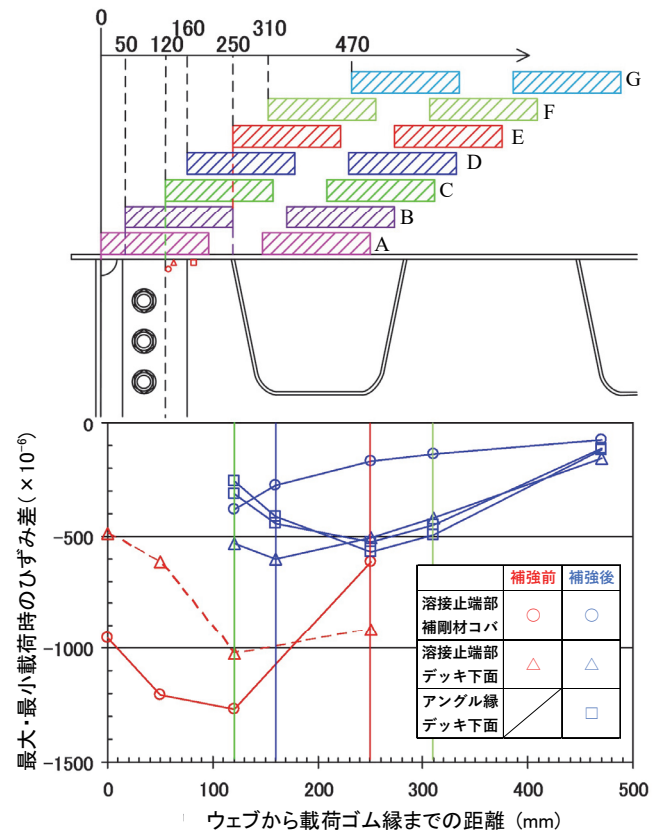 0
50 120 160 250 310 470
G
F
E
D
C
B
A
最大・最小載荷時のひずみ差(×10⁻⁶)
0
-500
-1000
-1500
補強前 補強後
溶接止端部
補剛材コバ ○ ○
溶接止端部
デッキ下面 △ △
アングル縁
デッキ下面 □
0 100 200 300 400 500
ウェブから載荷ゴム縁までの距離 (mm)